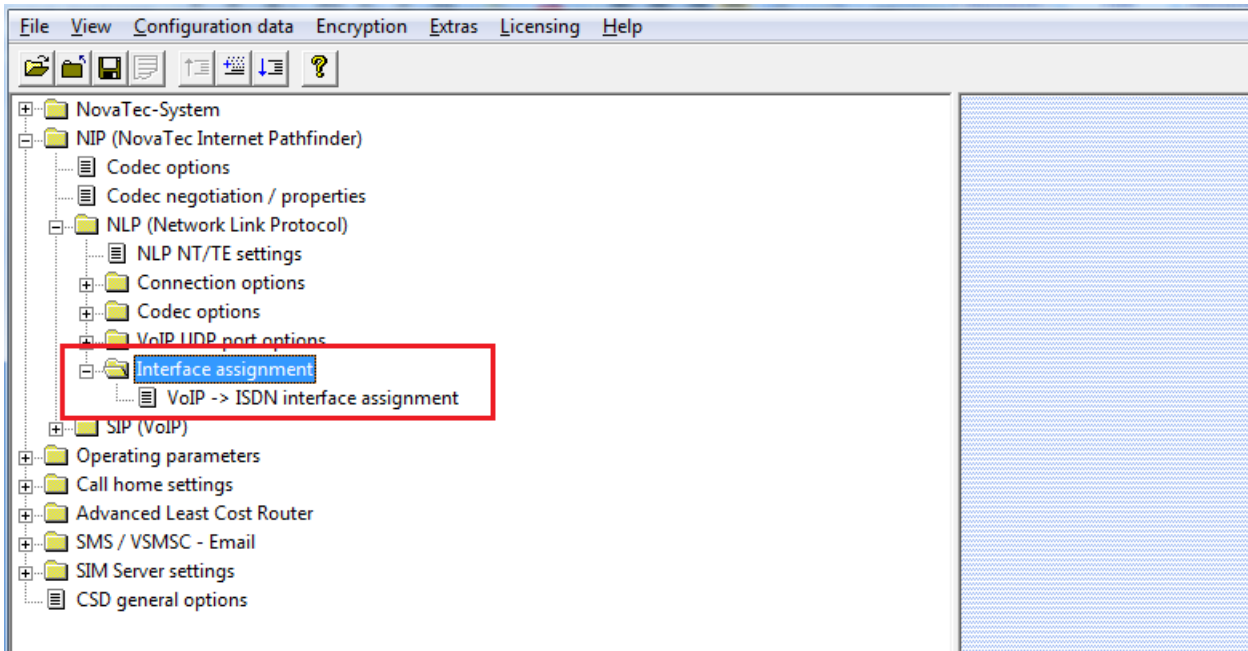 File View Configuration data Encryption Extras Licensing Help
NovaTec-System
NIP (NovaTec Internet Pathfinder)
Codec options
Codec negotiation / properties
NLP (Network Link Protocol)
NLP NT/TE settings
Connection options
Codec options
VoIP UDP port options
Interface assignment
VoIP -> ISDN interface assignment
SIP (VoIP)
Operating parameters
Call home settings
Advanced Least Cost Router
SMS / VSMSC - Email
SIM Server settings
CSD general options